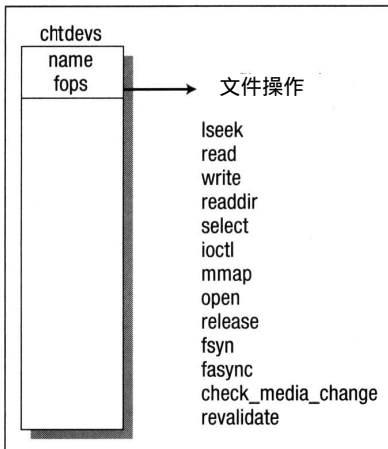 chtdevs
name
fops
文件操作
lseek
read
write
readdir
select
ioctl
mmap
open
release
fsyn
fasync
check_media_change
revalidate